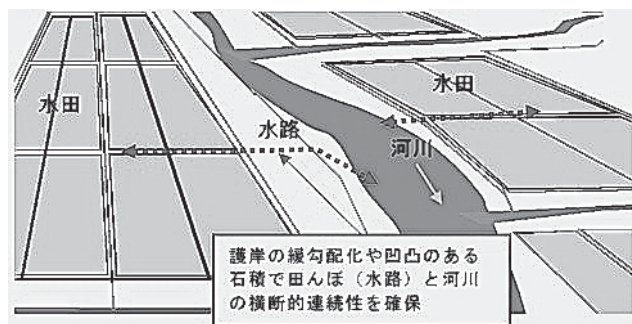 水田
水田
水路
河川
護岸の緩勾配化や凹凸のある
石積で田んぼ（水路）と河川
の横断的連続性を確保